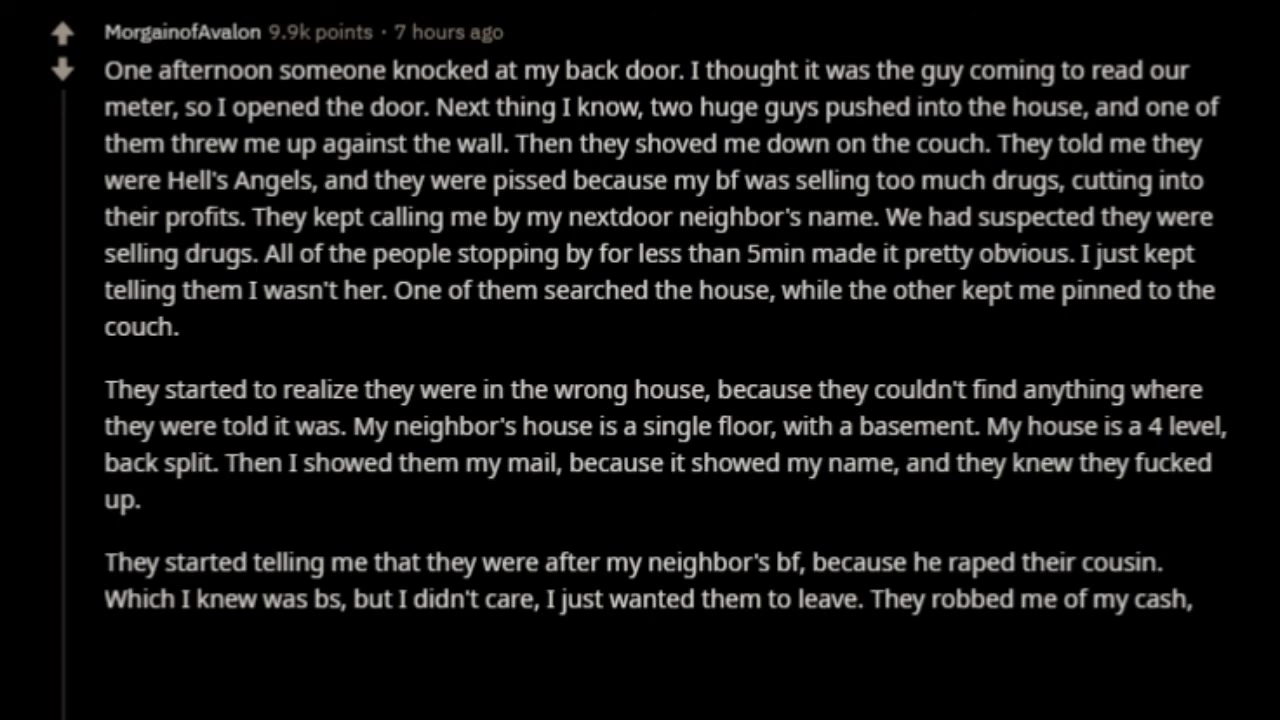 MorgainofAvalon 9.9k points · 7 hours ago
One afternoon someone knocked at my back door. I thought it was the guy coming to read our
meter, so I opened the door. Next thing I know, two huge guys pushed into the house, and one of
them threw me up against the wall. Then they shoved me down on the couch. They told me they
were Hell's Angels, and they were pissed because my bf was selling too much drugs, cutting into
their profits. They kept calling me by my nextdoor neighbor's name. We had suspected they were
selling drugs. All of the people stopping by for less than 5min made it pretty obvious. I just kept
telling them I wasn't her. One of them searched the house, while the other kept me pinned to the
couch.
They started to realize they were in the wrong house, because they couldn't find anything where
they were told it was. My neighbor's house is a single floor, with a basement. My house is a 4 level,
back split. Then I showed them my mail, because it showed my name, and they knew they fucked
up.
They started telling me that they were after my neighbor's bf, because he raped their cousin.
Which I knew was bs, but I didn't care, I just wanted them to leave. They robbed me of my cash,